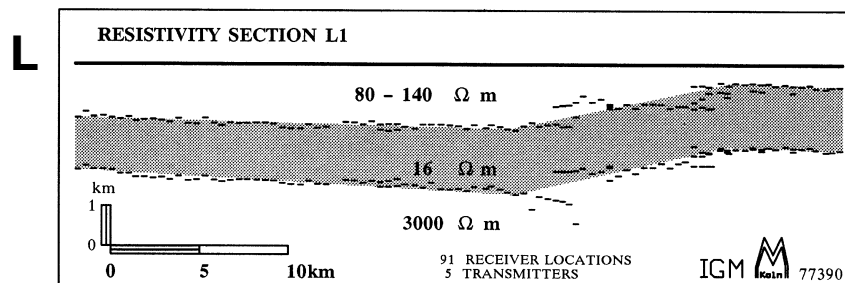 L
RESISTIVITY SECTION L1
80 – 140 Ω m
16 Ω m
3000 Ω m
km
1
0
0 5 10km
91 RECEIVER LOCATIONS
5 TRANSMITTERS
IGM Koln 77390